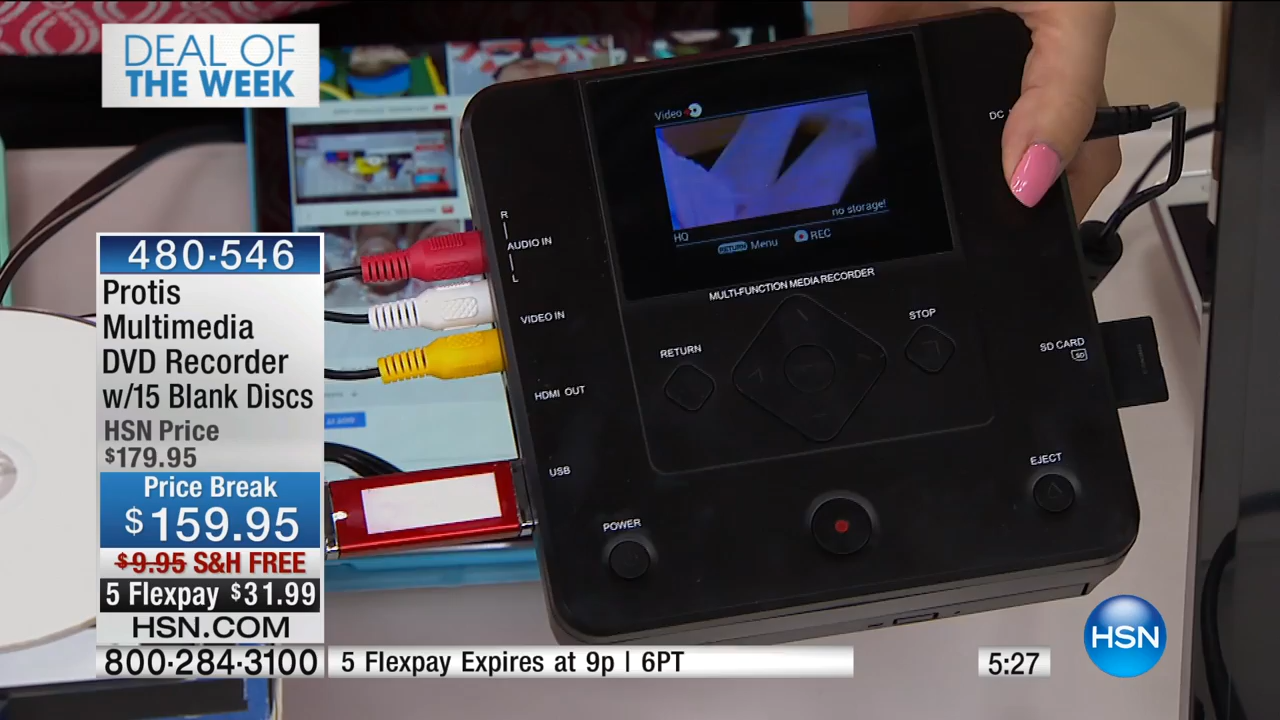 DEAL OF
THE WEEK
480-546
Protis
Multimedia
DVD Recorder
w/15 Blank Discs
HSN Price
$179.95
Price Break
$159.95
$9.95 S&H FREE
5 Flexpay $31.99
HSN.COM
800-284-3100
5 Flexpay Expires at 9p | 6PT
5:27
HSN
Video
no storage!
HQ
RETURN Menu
REC
MULTI-FUNCTION MEDIA RECORDER
R
AUDIO IN
L
VIDEO IN
HDMI OUT
USB
POWER
RETURN
STOP
DC
SD CARD
SD
EJECT